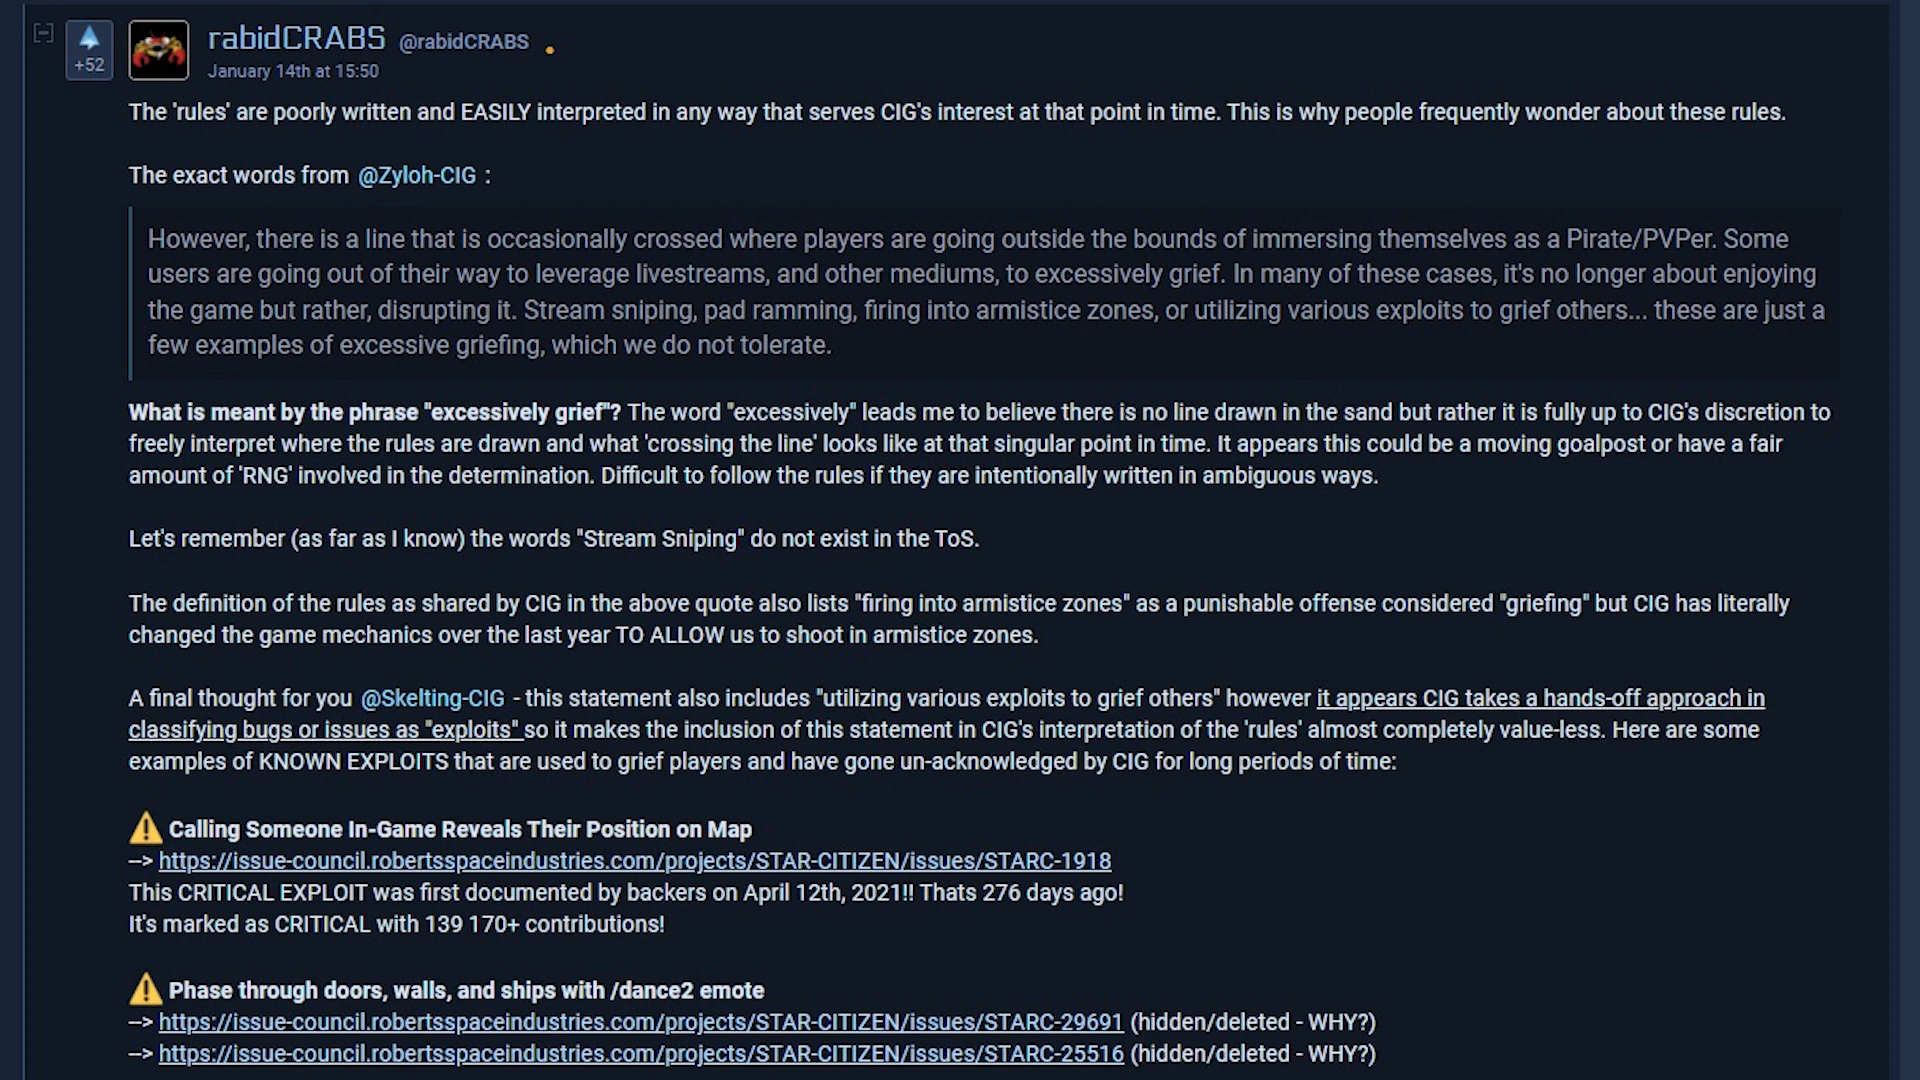 [-]
+52
rabidCRABS @rabidCRABS
January 14th at 15:50
The 'rules' are poorly written and EASILY interpreted in any way that serves CIG's interest at that point in time. This is why people frequently wonder about these rules.
The exact words from @Zyloh-CIG :
However, there is a line that is occasionally crossed where players are going outside the bounds of immersing themselves as a Pirate/PVPer. Some
users are going out of their way to leverage livestreams, and other mediums, to excessively grief. In many of these cases, it's no longer about enjoying
the game but rather, disrupting it. Stream sniping, pad ramming, firing into armistice zones, or utilizing various exploits to grief others... these are just a
few examples of excessive griefing, which we do not tolerate.
What is meant by the phrase "excessively grief"? The word "excessively" leads me to believe there is no line drawn in the sand but rather it is fully up to CIG's discretion to
freely interpret where the rules are drawn and what 'crossing the line' looks like at that singular point in time. It appears this could be a moving goalpost or have a fair
amount of 'RNG' involved in the determination. Difficult to follow the rules if they are intentionally written in ambiguous ways.
Let's remember (as far as I know) the words "Stream Sniping" do not exist in the ToS.
The definition of the rules as shared by CIG in the above quote also lists "firing into armistice zones" as a punishable offense considered "griefing" but CIG has literally
changed the game mechanics over the last year TO ALLOW us to shoot in armistice zones.
A final thought for you @Skelting-CIG - this statement also includes "utilizing various exploits to grief others" however it appears CIG takes a hands-off approach in
classifying bugs or issues as "exploits" so it makes the inclusion of this statement in CIG's interpretation of the 'rules' almost completely value-less. Here are some
examples of KNOWN EXPLOITS that are used to grief players and have gone un-acknowledged by CIG for long periods of time:
⚠️ Calling Someone In-Game Reveals Their Position on Map
--> https://issue-council.robertsspaceindustries.com/projects/STAR-CITIZEN/issues/STARC-1918
This CRITICAL EXPLOIT was first documented by backers on April 12th, 2021!! Thats 276 days ago!
It's marked as CRITICAL with 139 170+ contributions!
⚠️ Phase through doors, walls, and ships with /dance2 emote
--> https://issue-council.robertsspaceindustries.com/projects/STAR-CITIZEN/issues/STARC-29691 (hidden/deleted - WHY?)
--> https://issue-council.robertsspaceindustries.com/projects/STAR-CITIZEN/issues/STARC-25516 (hidden/deleted - WHY?)